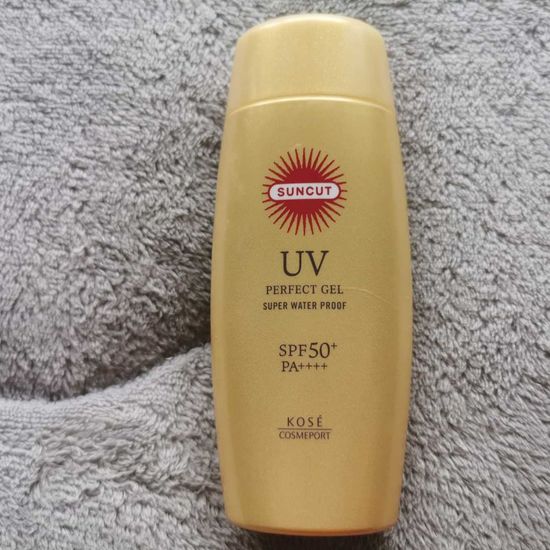 SUNCUT
UV
PERFECT GEL
SUPER WATER PROOF
SPF50+
PA++++
KOSÉ
COSMEPORT